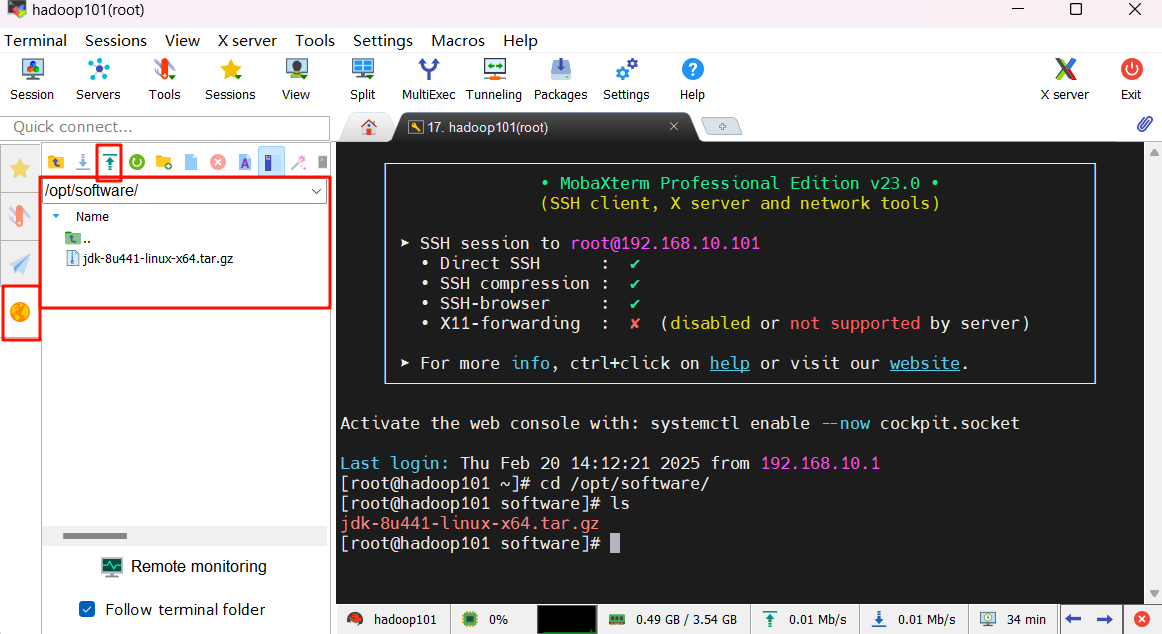 hadoop101(root)
Terminal Sessions View X server Tools Settings Macros Help
Session Servers Tools Sessions View Split MultiExec Tunneling Packages Settings Help X server Exit
Quick connect...
17. hadoop101(root)
/opt/software/
Name
..
jdk-8u441-linux-x64.tar.gz
Remote monitoring
Follow terminal folder
• MobaXterm Professional Edition v23.0 •
(SSH client, X server and network tools)
➤ SSH session to root@192.168.10.101
• Direct SSH : ✔
• SSH compression : ✔
• SSH-browser : ✔
• X11-forwarding : ✘ (disabled or not supported by server)
➤ For more info, ctrl+click on help or visit our website.
Activate the web console with: systemctl enable --now cockpit.socket
Last login: Thu Feb 20 14:12:21 2025 from 192.168.10.1
[root@hadoop101 ~]# cd /opt/software/
[root@hadoop101 software]# ls
jdk-8u441-linux-x64.tar.gz
[root@hadoop101 software]#
hadoop101 0% 0.49 GB / 3.54 GB 0.01 Mb/s 0.01 Mb/s 34 min